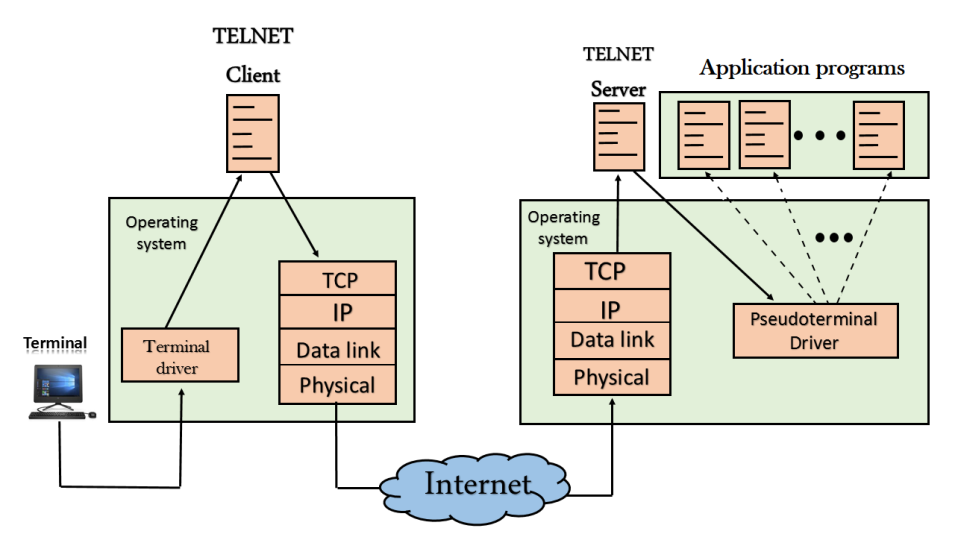 TELNET
Client
TELNET
Server
Application programs
Operating
system
TCP
IP
Data link
Physical
Terminal
driver
Terminal
Operating
system
TCP
IP
Data link
Physical
Pseudoterminal
Driver
Internet